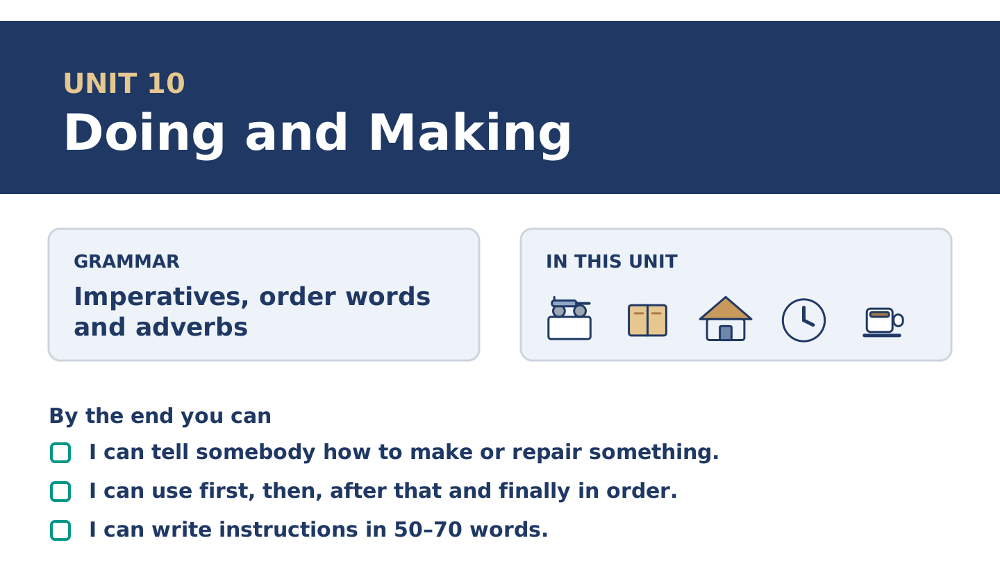 UNIT 10
Doing and Making
GRAMMAR
Imperatives, order words
and adverbs
IN THIS UNIT
By the end you can
I can tell somebody how to make or repair something.
I can use first, then, after that and finally in order.
I can write instructions in 50–70 words.